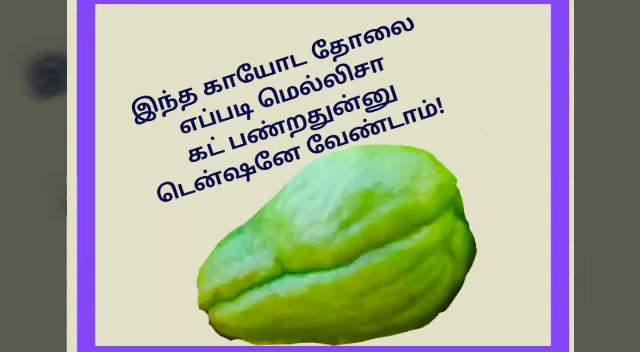 இந்த காயோட தோலை
எப்படி மெல்லிசா
கட் பண்றதுன்னு
டென்ஷனே வேண்டாம்!